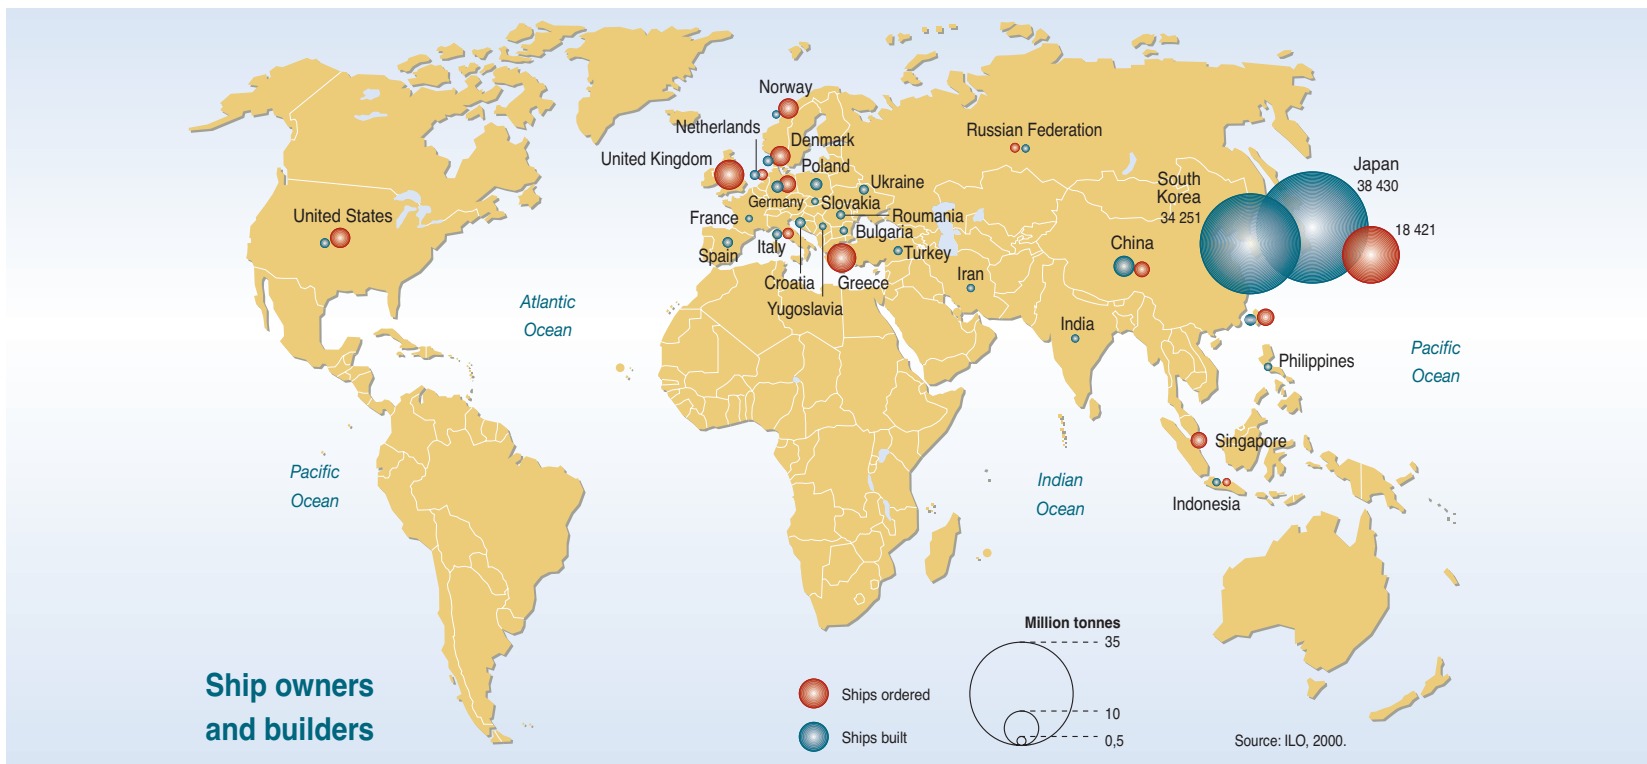 Norway
Netherlands
Denmark
United Kingdom
Poland
Russian Federation
Japan
38 430
South
Korea
34 251
Ukraine
Germany
Slovakia
United States
France
Roumania
Bulgaria
18 421
Italy
Spain
Turkey
China
Iran
Croatia
Greece
Yugoslavia
Atlantic
Ocean
India
Philippines
Pacific
Ocean
Singapore
Pacific
Ocean
Indian
Ocean
Indonesia
Million tonnes
35
10
0,5
Ship owners
and builders
Ships ordered
Ships built
Source: ILO, 2000.